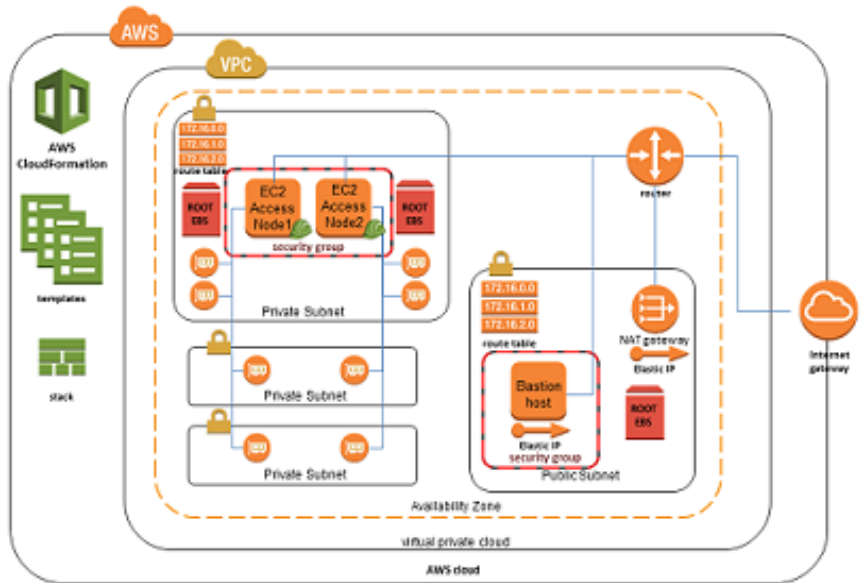 AWS
VPC
AWS
CloudFormation
templates
stack
172.16.0.0
172.16.1.0
172.16.2.0
route table
ROOT
EBS
EC2
Access
Node1
EC2
Access
Node2
security group
ROOT
EBS
Private Subnet
Private Subnet
Private Subnet
router
172.16.0.0
172.16.1.0
172.16.2.0
route table
NAT gateway
Elastic IP
Bastion
host
Elastic IP
security group
ROOT
EBS
Public Subnet
Internet
gateway
Availability Zone
virtual private cloud
AWS cloud